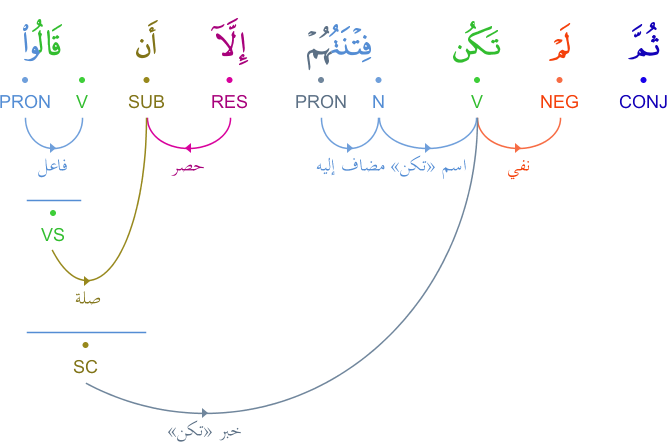 ثُمَّ لَمْ تَكُن فِتْنَتُهُمْ إِلَّآ أَن قَالُوا۟
CONJ NEG V N PRON RES SUB V PRON
نفي اسم «تكن» مضاف إليه حصر فاعل
VS
صلة
SC
خبر «تكن»